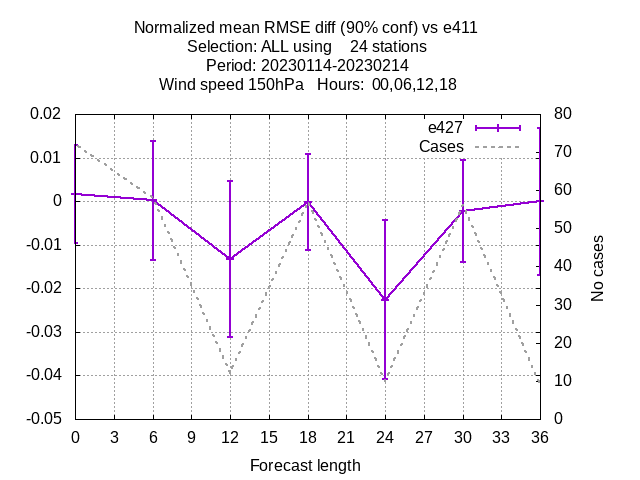 Normalized mean RMSE diff (90% conf) vs e411
Selection: ALL using    24 stations
Period: 20230114-20230214
Wind speed 150hPa   Hours:  00,06,12,18
e427
Cases
0.02
0.01
0
-0.01
-0.02
-0.03
-0.04
-0.05
80
70
60
50
40
30
20
10
0
No cases
0 3 6 9 12 15 18 21 24 27 30 33 36
Forecast length